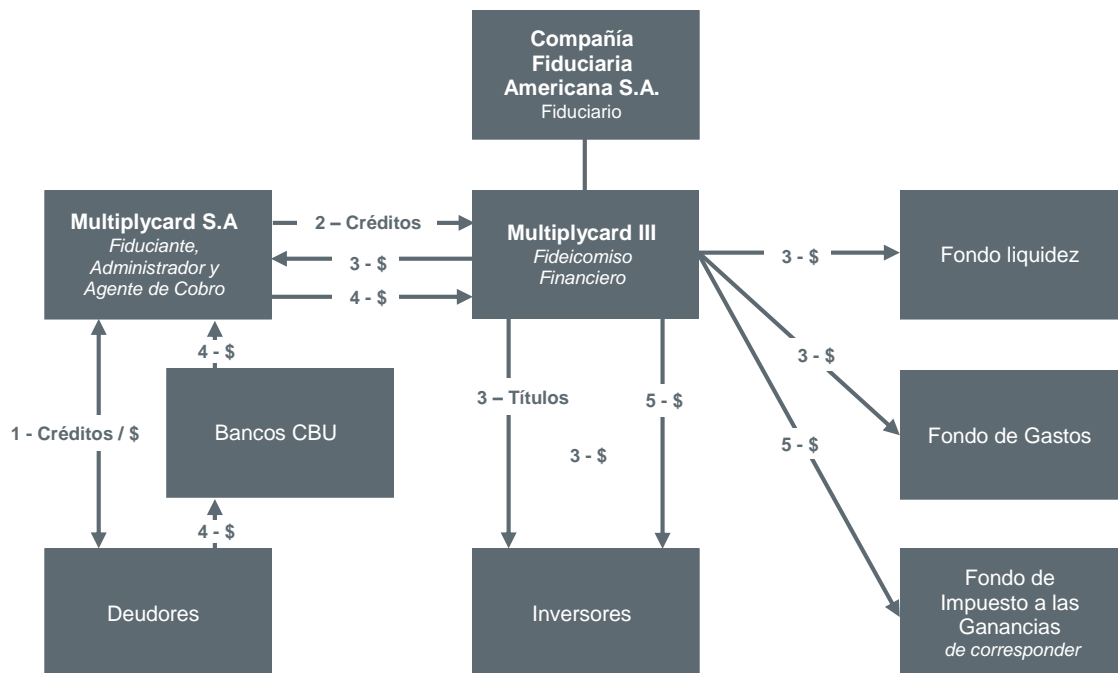 Compañía
Fiduciaria
Americana S.A.
Fiduciario
Multiplycard S.A
Fiduciante,
Administrador y
Agente de Cobro
2 – Créditos
3 - $
4 - $
Multiplycard III
Fideicomiso
Financiero
3 - $
Fondo liquidez
4 - $
3 - $
1 - Créditos / $
Bancos CBU
3 – Títulos
5 - $
3 - $
Fondo de Gastos
5 - $
4 - $
Deudores
Inversores
Fondo de
Impuesto a las
Ganancias
de corresponder